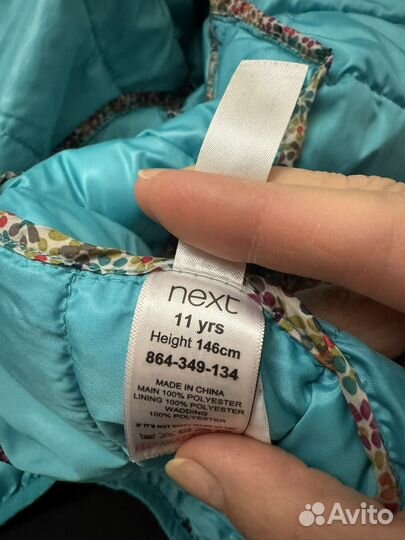 next
11 yrs
Height 146cm
864-349-134
MADE IN CHINA
MAIN 100% POLYESTER
LINING 100% POLYESTER
WADDING
100% POLYESTER
Avito